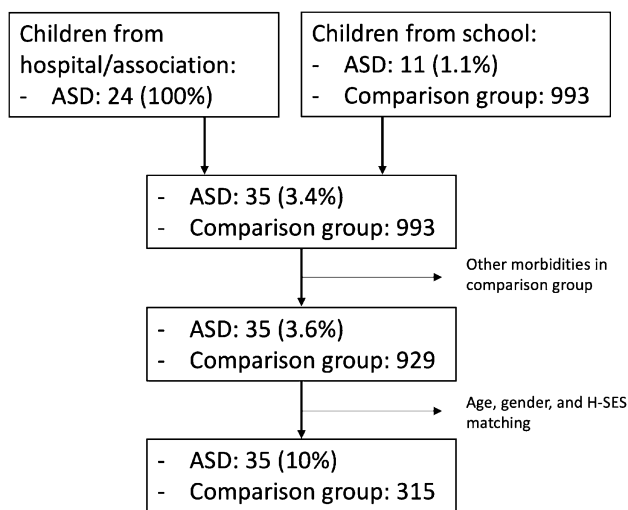 Children from
hospital/association:
- ASD: 24 (100%)
Children from school:
- ASD: 11 (1.1%)
- Comparison group: 993
- ASD: 35 (3.4%)
- Comparison group: 993
Other morbidities in
comparison group
- ASD: 35 (3.6%)
- Comparison group: 929
Age, gender, and H-SES
matching
- ASD: 35 (10%)
- Comparison group: 315